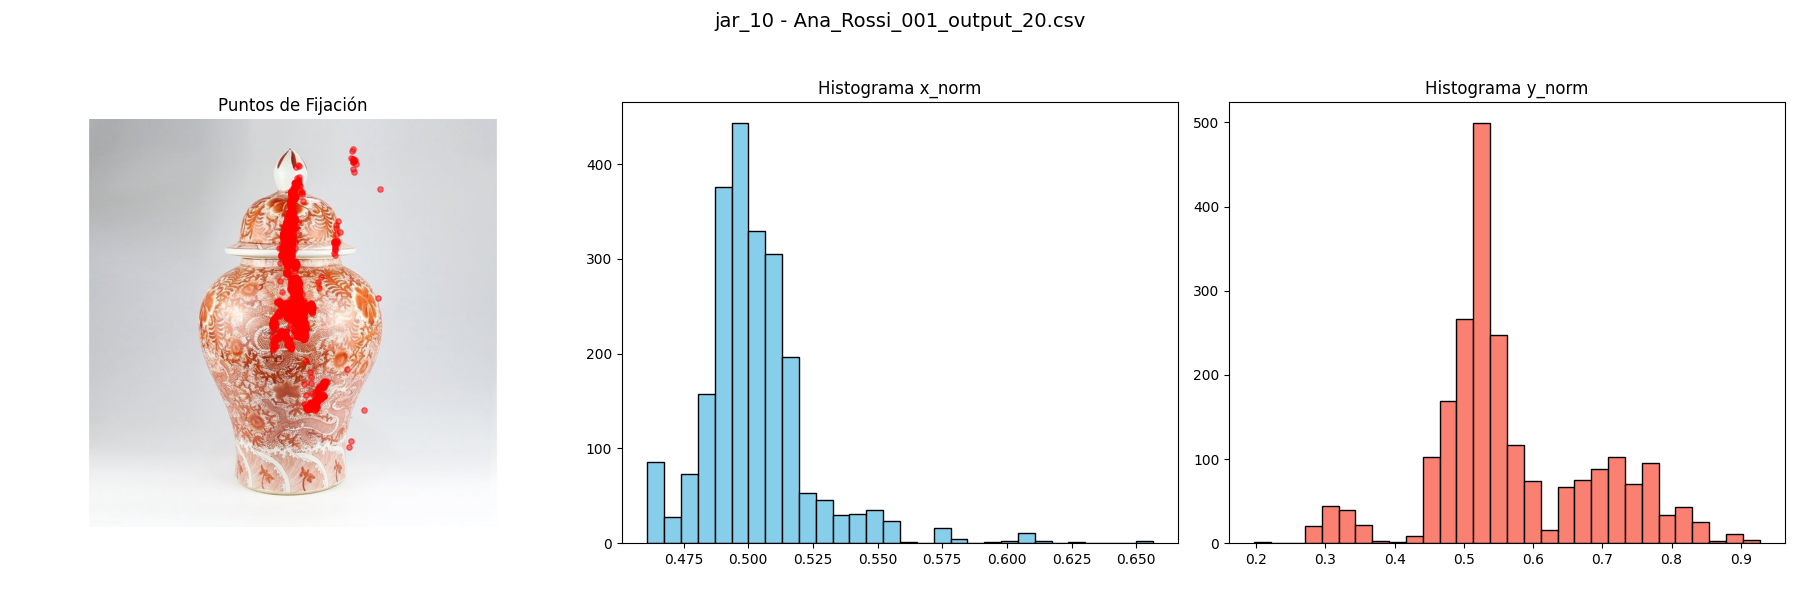 jar_10 - Ana_Rossi_001_output_20.csv
Puntos de Fijación
Histograma x_norm
400
300
200
100
0
0.475 0.500 0.525 0.550 0.575 0.600 0.625 0.650
Histograma y_norm
500
400
300
200
100
0
0.2 0.3 0.4 0.5 0.6 0.7 0.8 0.9